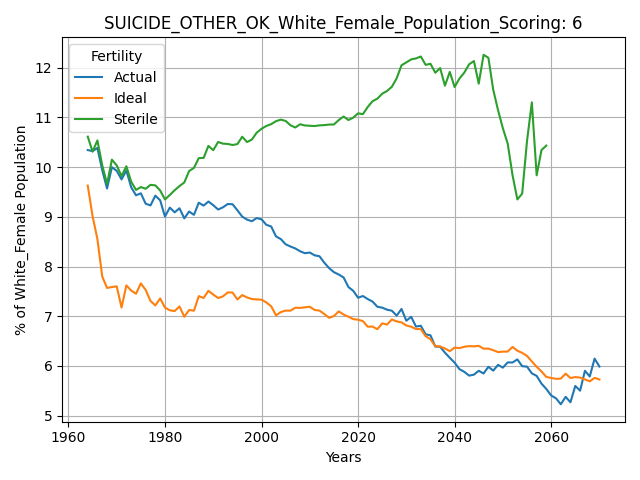 SUICIDE_OTHER_OK_White_Female_Population_Scoring: 6
Fertility
Actual
Ideal
Sterile
% of White_Female Population
12
11
10
9
8
7
6
5
1960
1980
2000
2020
2040
2060
Years